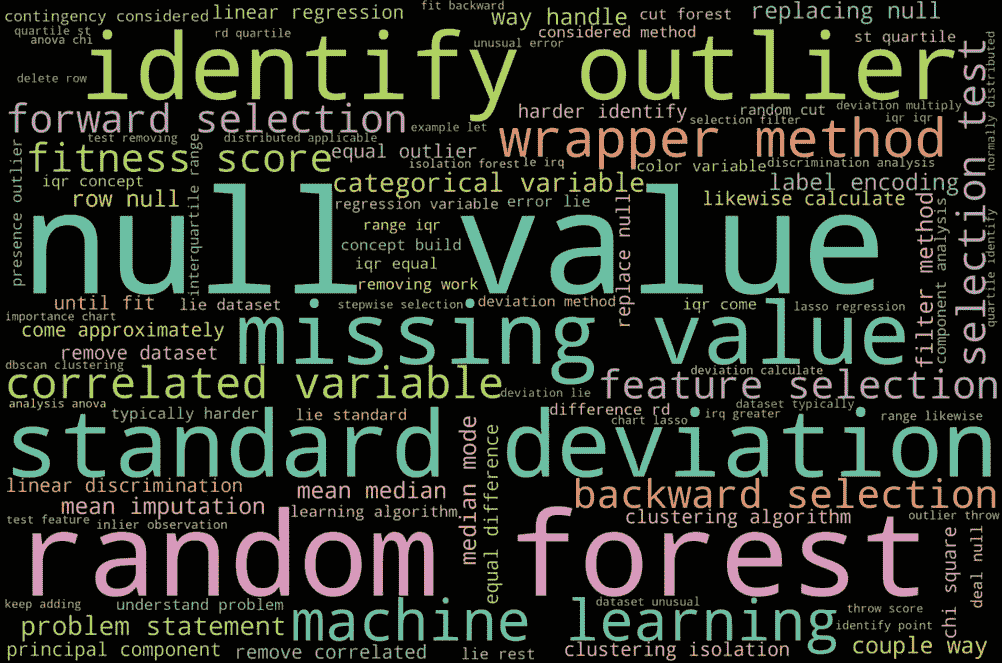 contingency considered
linear regression
fit backward
way handle
cut forest
replacing null
quartile st
anova chi
rd quartile
unusual error
considered method
st quartile
delete row
identify outlier
normally distributed
selection test
forward selection
harder identify
random cut
deviation multiply
example let
selection filter
iqr iqr
test removing
distributed applicable
wrapper method
fitness score
equal outlier
isolation forest
le irq
color variable
discrimination analysis
presence outlier
iqr concept
interquartile range
categorical variable
label encoding
row null
regression variable
error lie
likewise calculate
null value
range iqr
concept build
iqr equal
removing work
replace null
filter method
component analysis
quartile identify
until fit
lie dataset
stepwise selection
deviation method
iqr come
lasso regression
importance chart
come approximately
missing value
remove dataset
dbscan clustering
correlated variable
deviation lie
deviation calculate
feature selection
analysis anova
typically harder
lie standard
difference rd
dataset typically
chart lasso
irq greater
range likewise
standard deviation
median mode
equal difference
linear discrimination
mean median
backward selection
mean imputation
learning algorithm
clustering algorithm
outlier throw
test feature
inlier observation
random forest
chi square
deal null
keep adding
understand problem
dataset unusual
throw score
problem statement
machine learning
identify point
principal component
remove correlated
lie rest
clustering isolation
couple way